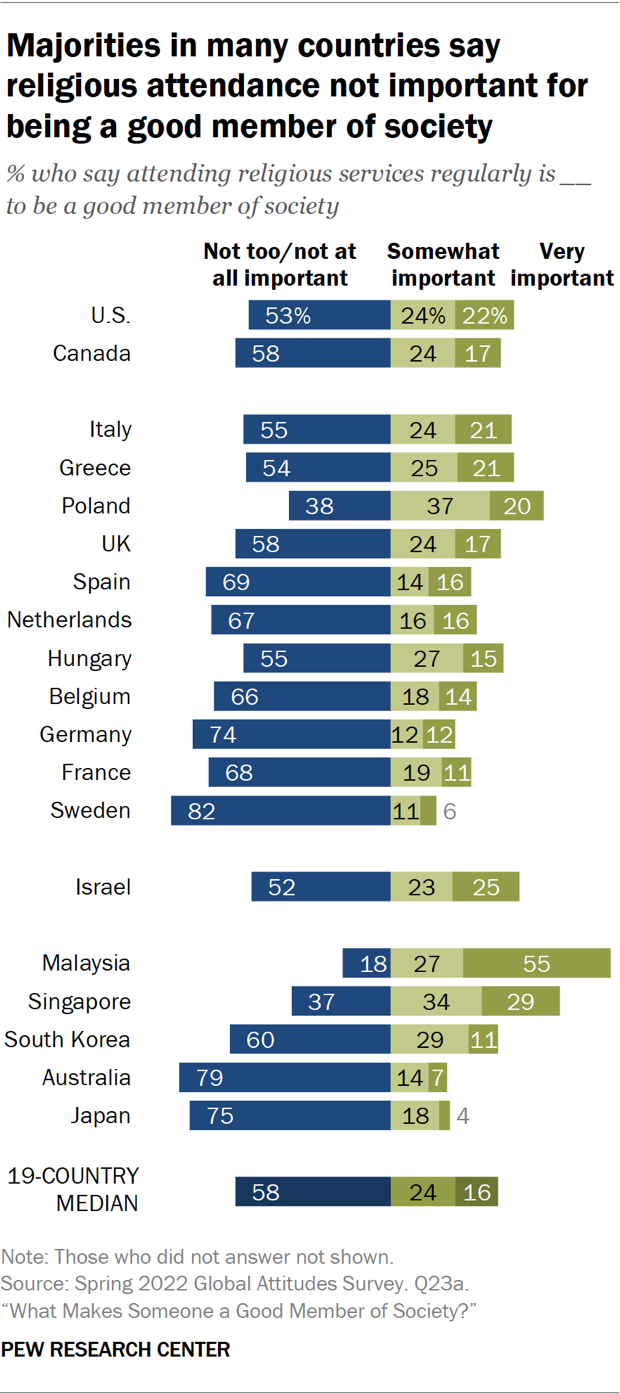 Majorities in many countries say
religious attendance not important for
being a good member of society
% who say attending religious services regularly is __
to be a good member of society
Not too/not at all important Somewhat important Very important
U.S. 53% 24% 22%
Canada 58 24 17
Italy 55 24 21
Greece 54 25 21
Poland 38 37 20
UK 58 24 17
Spain 69 14 16
Netherlands 67 16 16
Hungary 55 27 15
Belgium 66 18 14
Germany 74 12 12
France 68 19 11
Sweden 82 11 6
Israel 52 23 25
Malaysia 18 27 55
Singapore 37 34 29
South Korea 60 29 11
Australia 79 14 7
Japan 75 18 4
19-COUNTRY
MEDIAN 58 24 16
Note: Those who did not answer not shown.
Source: Spring 2022 Global Attitudes Survey. Q23a.
“What Makes Someone a Good Member of Society?”
PEW RESEARCH CENTER